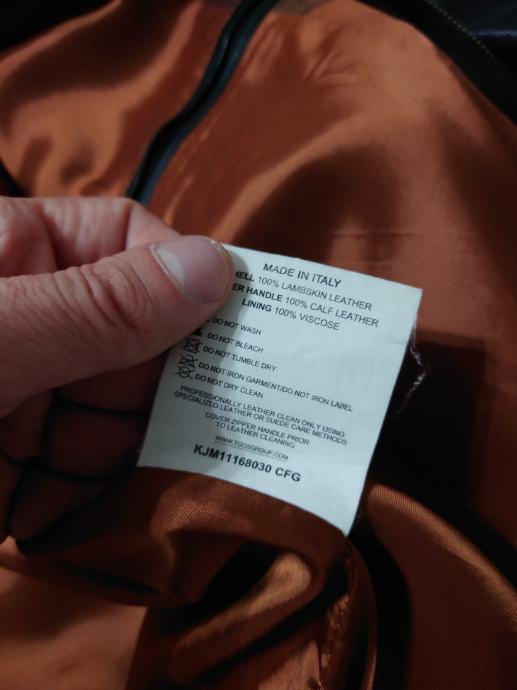 MADE IN ITALY
100% LAMBSKIN LEATHER
HANDLE 100% CALF LEATHER
LINING 100% VISCOSE
DO NOT WASH
DO NOT BLEACH
DO NOT TUMBLE DRY
DO NOT IRON GARMENT/DO NOT IRON LABEL
DO NOT DRY CLEAN
PROFESSIONALLY LEATHER CLEAN ONLY USING
SPECIALIZED LEATHER OR SUEDE CARE METHODS
COVER ZIPPER HANDLE PRIOR
TO LEATHER CLEANING
WWW.TODSGROUP.COM
KJM11168030 CFG